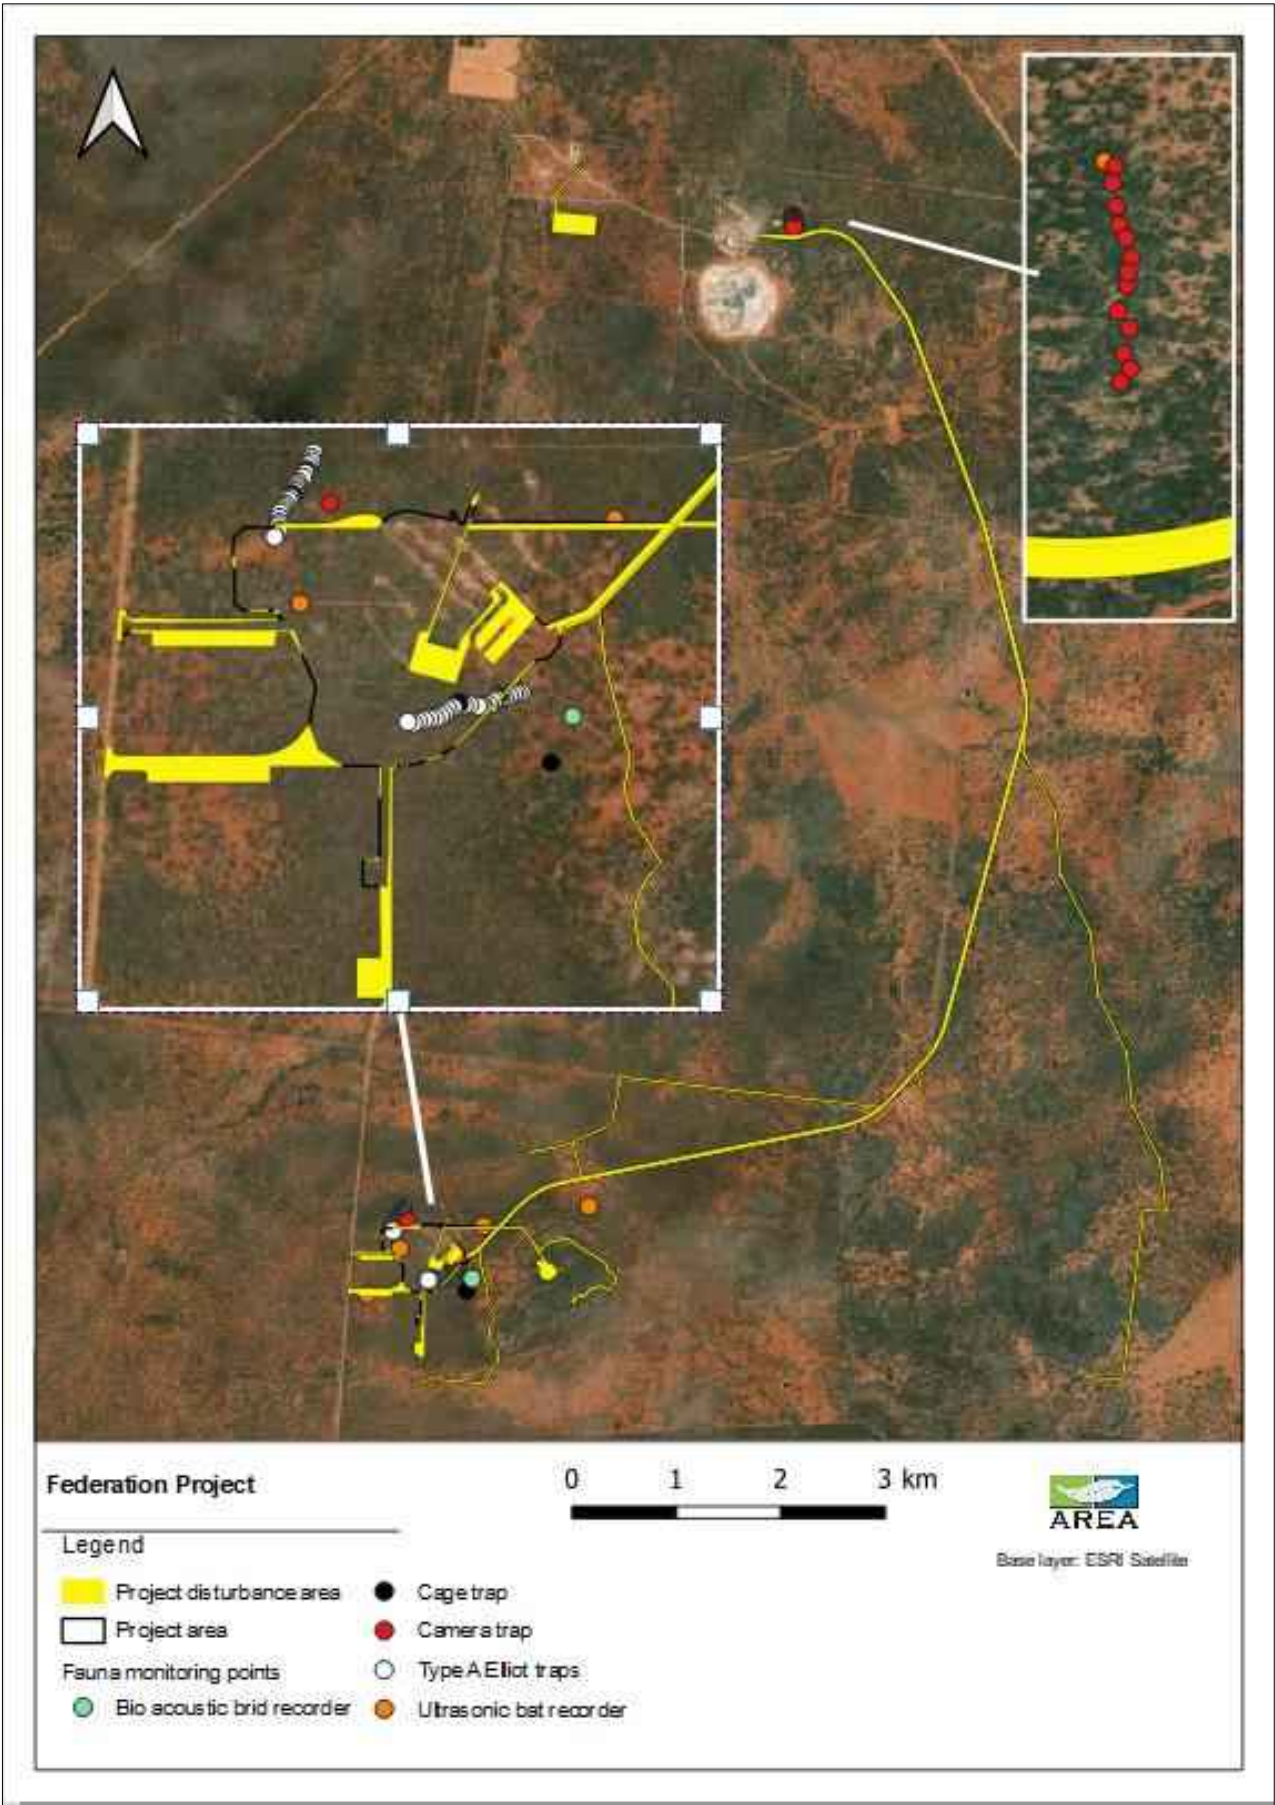 Federation Project
0 1 2 3 km
AREA
Base layer: ESRI Satellite
Legend
Project disturbance area
Project area
Fauna monitoring points
Bio acoustic brid recorder
Cage trap
Camera trap
Type A Elliot traps
Ultrasonic bat recorder